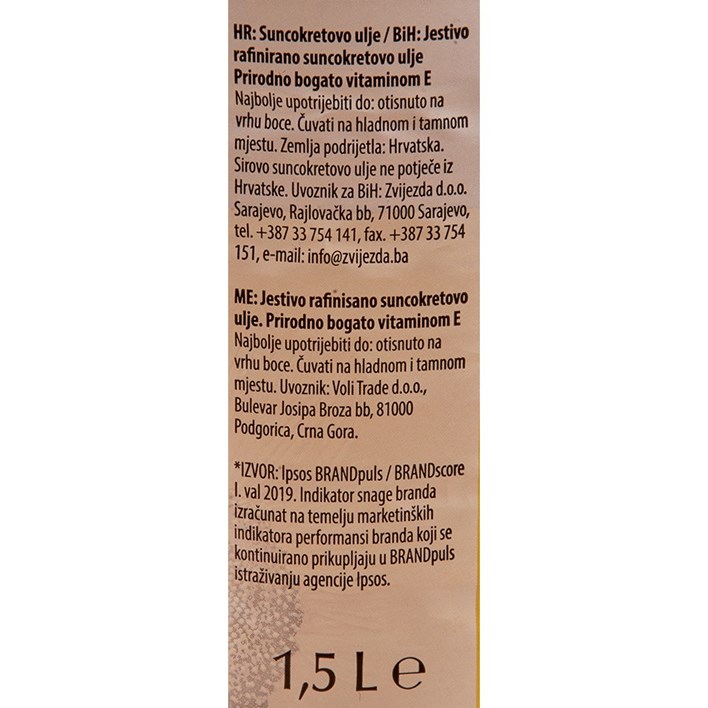 HR: Suncokretovo ulje / BiH: Jestivo
rafinirano suncokretovo ulje
Prirodno bogato vitaminom E
Najbolje upotrijebiti do: otisnuto na
vrhu boce. Čuvati na hladnom i tamnom
mjestu. Zemlja podrijetla: Hrvatska.
Sirovo suncokretovo ulje ne potječe iz
Hrvatske. Uvoznik za BiH: Zvijezda d.o.o.
Sarajevo, Rajlovačka bb, 71000 Sarajevo,
tel. +387 33 754 141, fax. +387 33 754
151, e-mail: info@zvijezda.ba
ME: Jestivo rafinisano suncokretovo
ulje. Prirodno bogato vitaminom E
Najbolje upotrijebiti do: otisnuto na
vrhu boce. Čuvati na hladnom i tamnom
mjestu. Uvoznik: Voli Trade d.o.o.,
Bulevar Josipa Broza bb, 81000
Podgorica, Crna Gora.
*IZVOR: Ipsos BRANDpuls / BRANDscore
I. val 2019. Indikator snage branda
izračunat na temelju marketinških
indikatora performansi branda koji se
kontinuirano prikupljaju u BRANDpuls
istraživanju agencije Ipsos.
1,5 L e